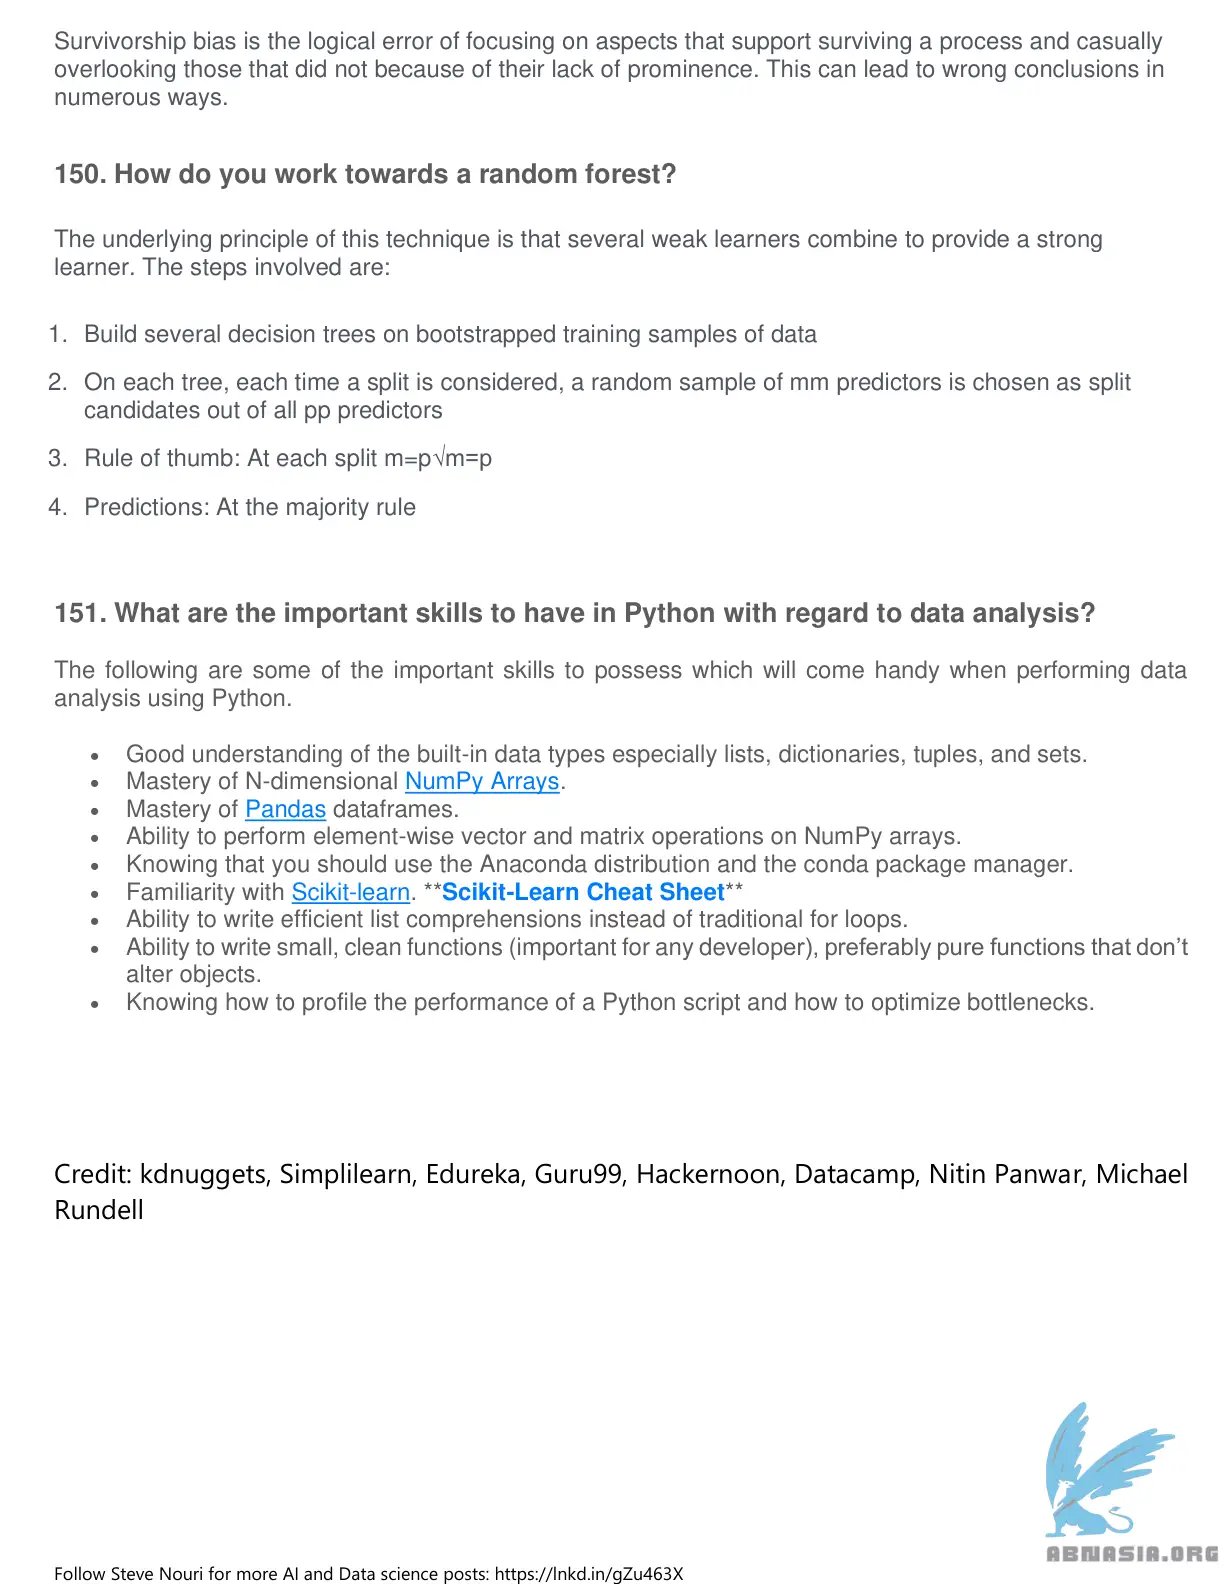 Survivorship bias is the logical error of focusing on aspects that support surviving a process and casually
overlooking those that did not because of their lack of prominence. This can lead to wrong conclusions in
numerous ways.
150. How do you work towards a random forest?
The underlying principle of this technique is that several weak learners combine to provide a strong
learner. The steps involved are:
1. Build several decision trees on bootstrapped training samples of data
2. On each tree, each time a split is considered, a random sample of mm predictors is chosen as split
candidates out of all pp predictors
3. Rule of thumb: At each split m=p√m=p
4. Predictions: At the majority rule
151. What are the important skills to have in Python with regard to data analysis?
The following are some of the important skills to possess which will come handy when performing data
analysis using Python.
• Good understanding of the built-in data types especially lists, dictionaries, tuples, and sets.
• Mastery of N-dimensional NumPy Arrays.
• Mastery of Pandas dataframes.
• Ability to perform element-wise vector and matrix operations on NumPy arrays.
• Knowing that you should use the Anaconda distribution and the conda package manager.
• Familiarity with Scikit-learn. **Scikit-Learn Cheat Sheet**
• Ability to write efficient list comprehensions instead of traditional for loops.
• Ability to write small, clean functions (important for any developer), preferably pure functions that don’t
alter objects.
• Knowing how to profile the performance of a Python script and how to optimize bottlenecks.
Credit: kdnuggets, Simplilearn, Edureka, Guru99, Hackernoon, Datacamp, Nitin Panwar, Michael
Rundell
ABNASIA.ORG
Follow Steve Nouri for more AI and Data science posts: https://lnkd.in/gZu463X